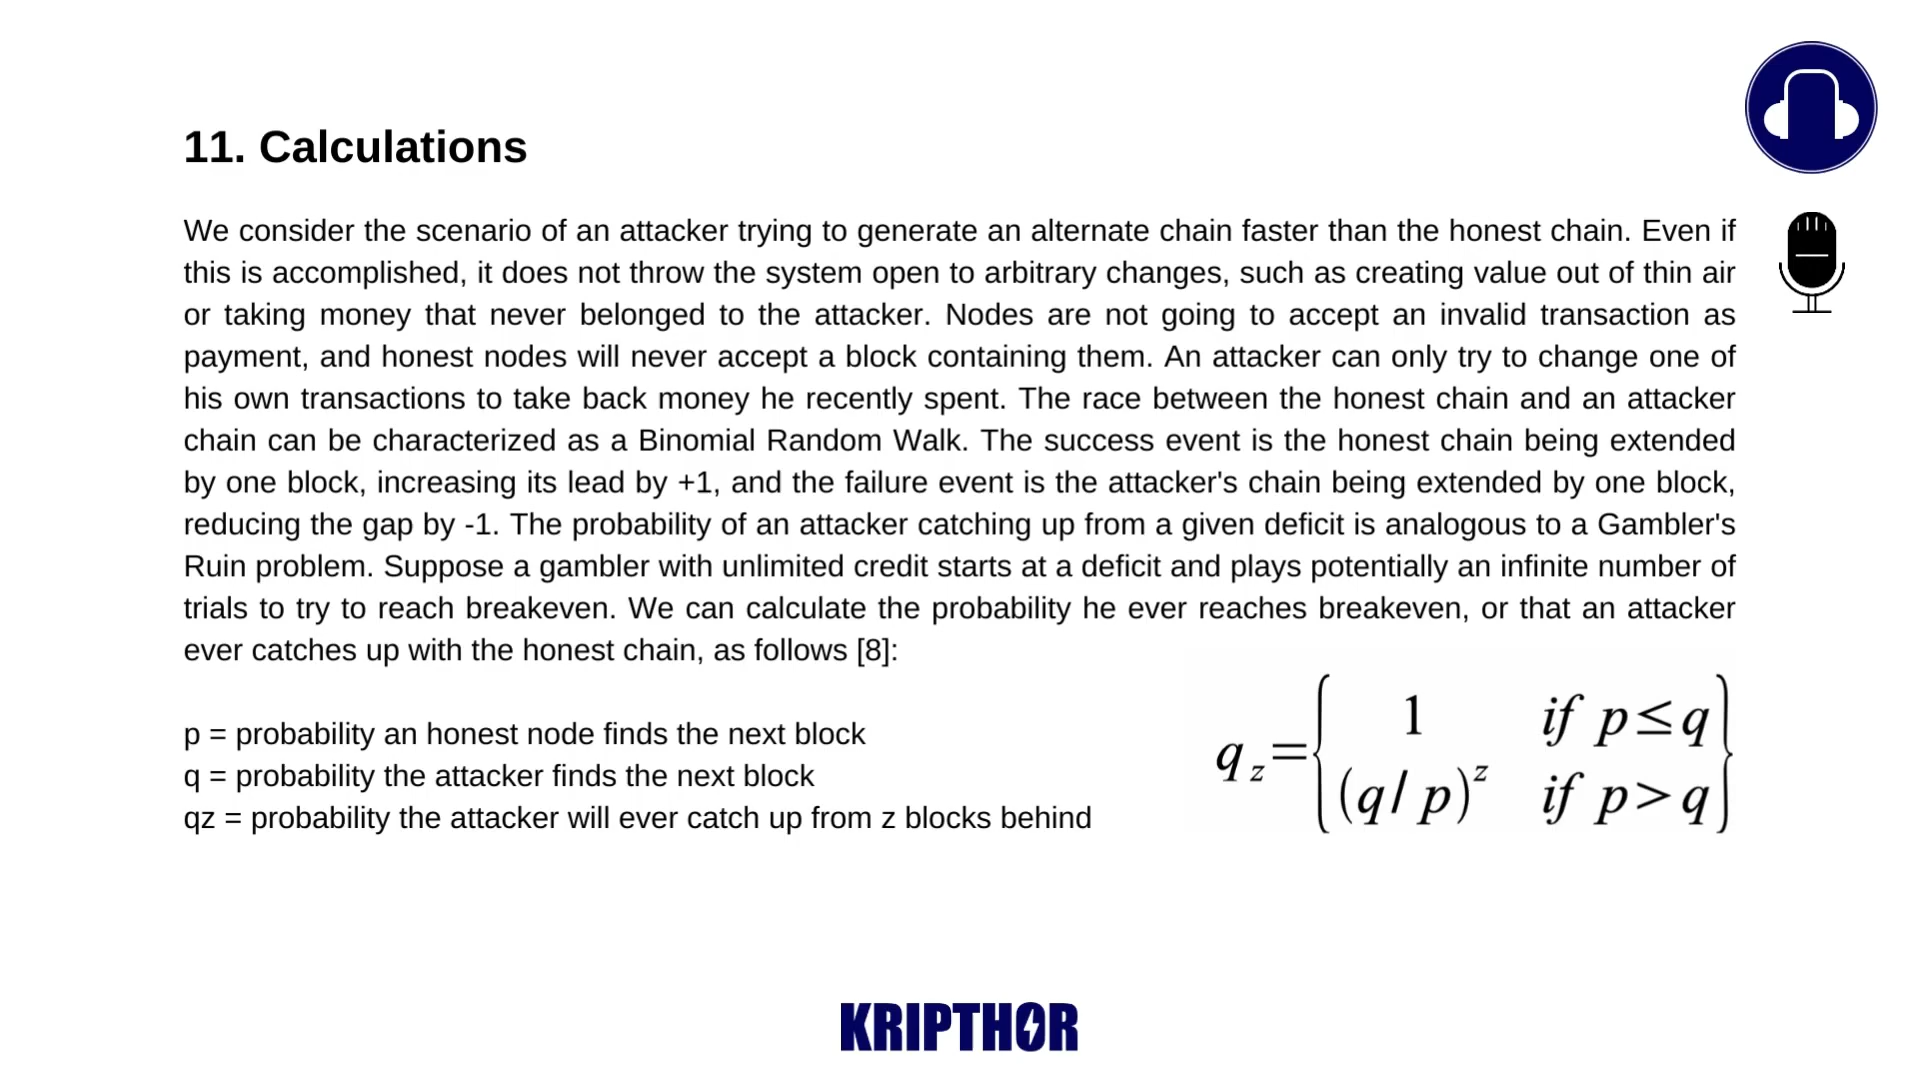 11. Calculations
We consider the scenario of an attacker trying to generate an alternate chain faster than the honest chain. Even if
this is accomplished, it does not throw the system open to arbitrary changes, such as creating value out of thin air
or taking money that never belonged to the attacker. Nodes are not going to accept an invalid transaction as
payment, and honest nodes will never accept a block containing them. An attacker can only try to change one of
his own transactions to take back money he recently spent. The race between the honest chain and an attacker
chain can be characterized as a Binomial Random Walk. The success event is the honest chain being extended
by one block, increasing its lead by +1, and the failure event is the attacker's chain being extended by one block,
reducing the gap by -1. The probability of an attacker catching up from a given deficit is analogous to a Gambler's
Ruin problem. Suppose a gambler with unlimited credit starts at a deficit and plays potentially an infinite number of
trials to try to reach breakeven. We can calculate the probability he ever reaches breakeven, or that an attacker
ever catches up with the honest chain, as follows [8]:
p = probability an honest node finds the next block
q = probability the attacker finds the next block
qz = probability the attacker will ever catch up from z blocks behind
q_z = { 1 if p ≤ q
(q/p)^z if p > q }
KRIPTHOR